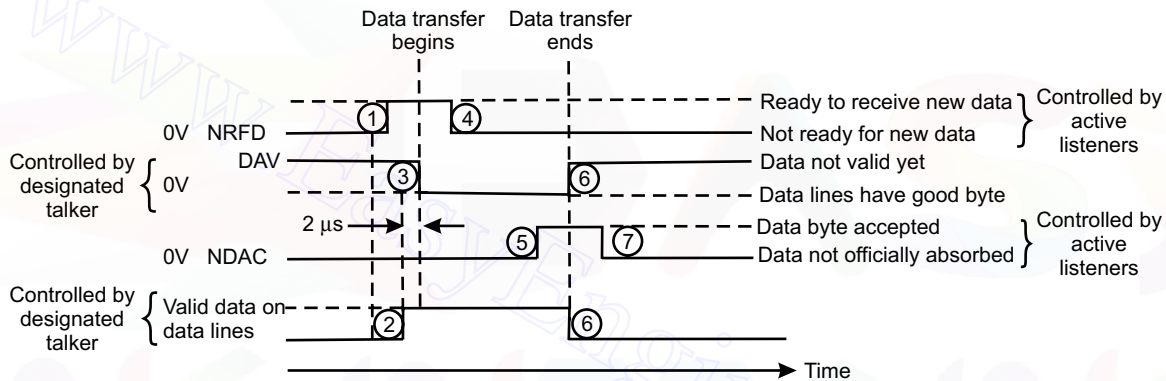 Data transfer begins
Data transfer ends
1
4
Ready to receive new data
Controlled by active listeners
0V NRFD
Not ready for new data
DAV
Data not valid yet
Controlled by designated talker
0V
3
6
Data lines have good byte
2 μs
Data byte accepted
Controlled by active listeners
5
7
0V NDAC
Data not officially absorbed
Controlled by designated talker
Valid data on data lines
2
6
Time